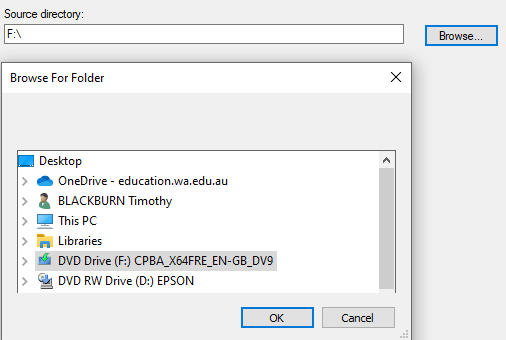 Source directory:
F:\
Browse...
Browse For Folder
Desktop
OneDrive - education.wa.edu.au
BLACKBURN Timothy
This PC
Libraries
DVD Drive (F:) CPBA_X64FRE_EN-GB_DV9
DVD RW Drive (D:) EPSON
OK
Cancel